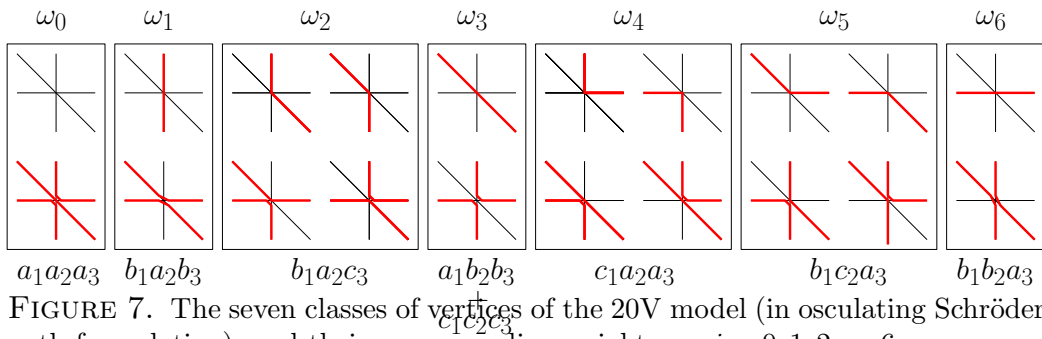 ω₀ ω₁ ω₂ ω₃ ω₄ ω₅ ω₆
a₁a₂a₃ b₁a₂b₃ b₁a₂c₃ a₁b₂b₃ c₁a₂a₃ b₁c₂a₃ b₁b₂a₃
+
c₁c₂c₃
FIGURE 7. The seven classes of vertices of the 20V model (in osculating Schröder